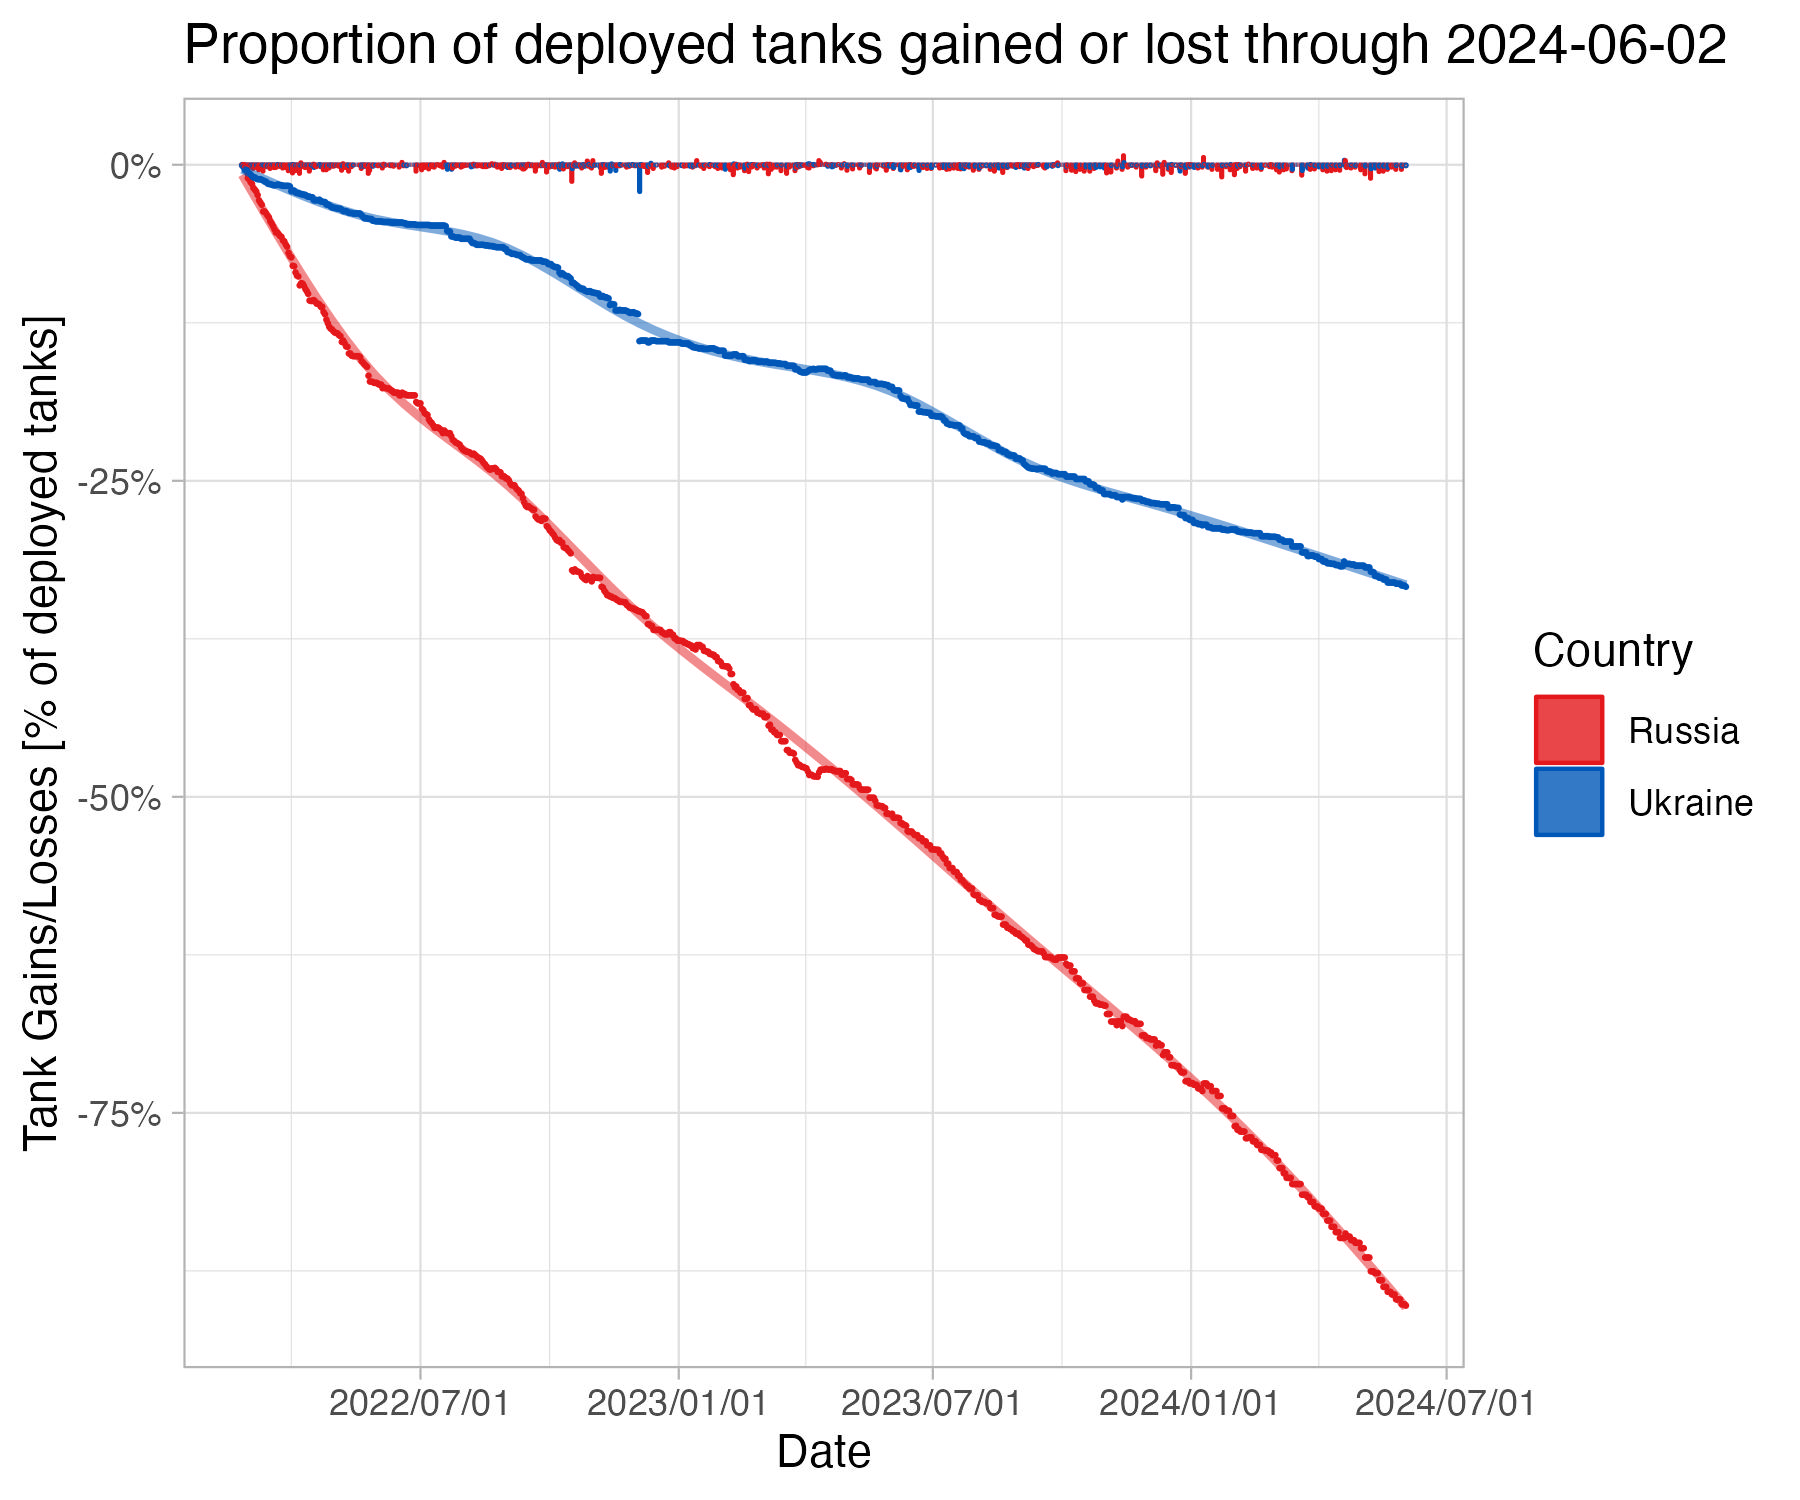 Proportion of deployed tanks gained or lost through 2024-06-02
Tank Gains/Losses [% of deployed tanks]
0%
-25%
-50%
-75%
2022/07/01
2023/01/01
2023/07/01
2024/01/01
2024/07/01
Date
Country
Russia
Ukraine